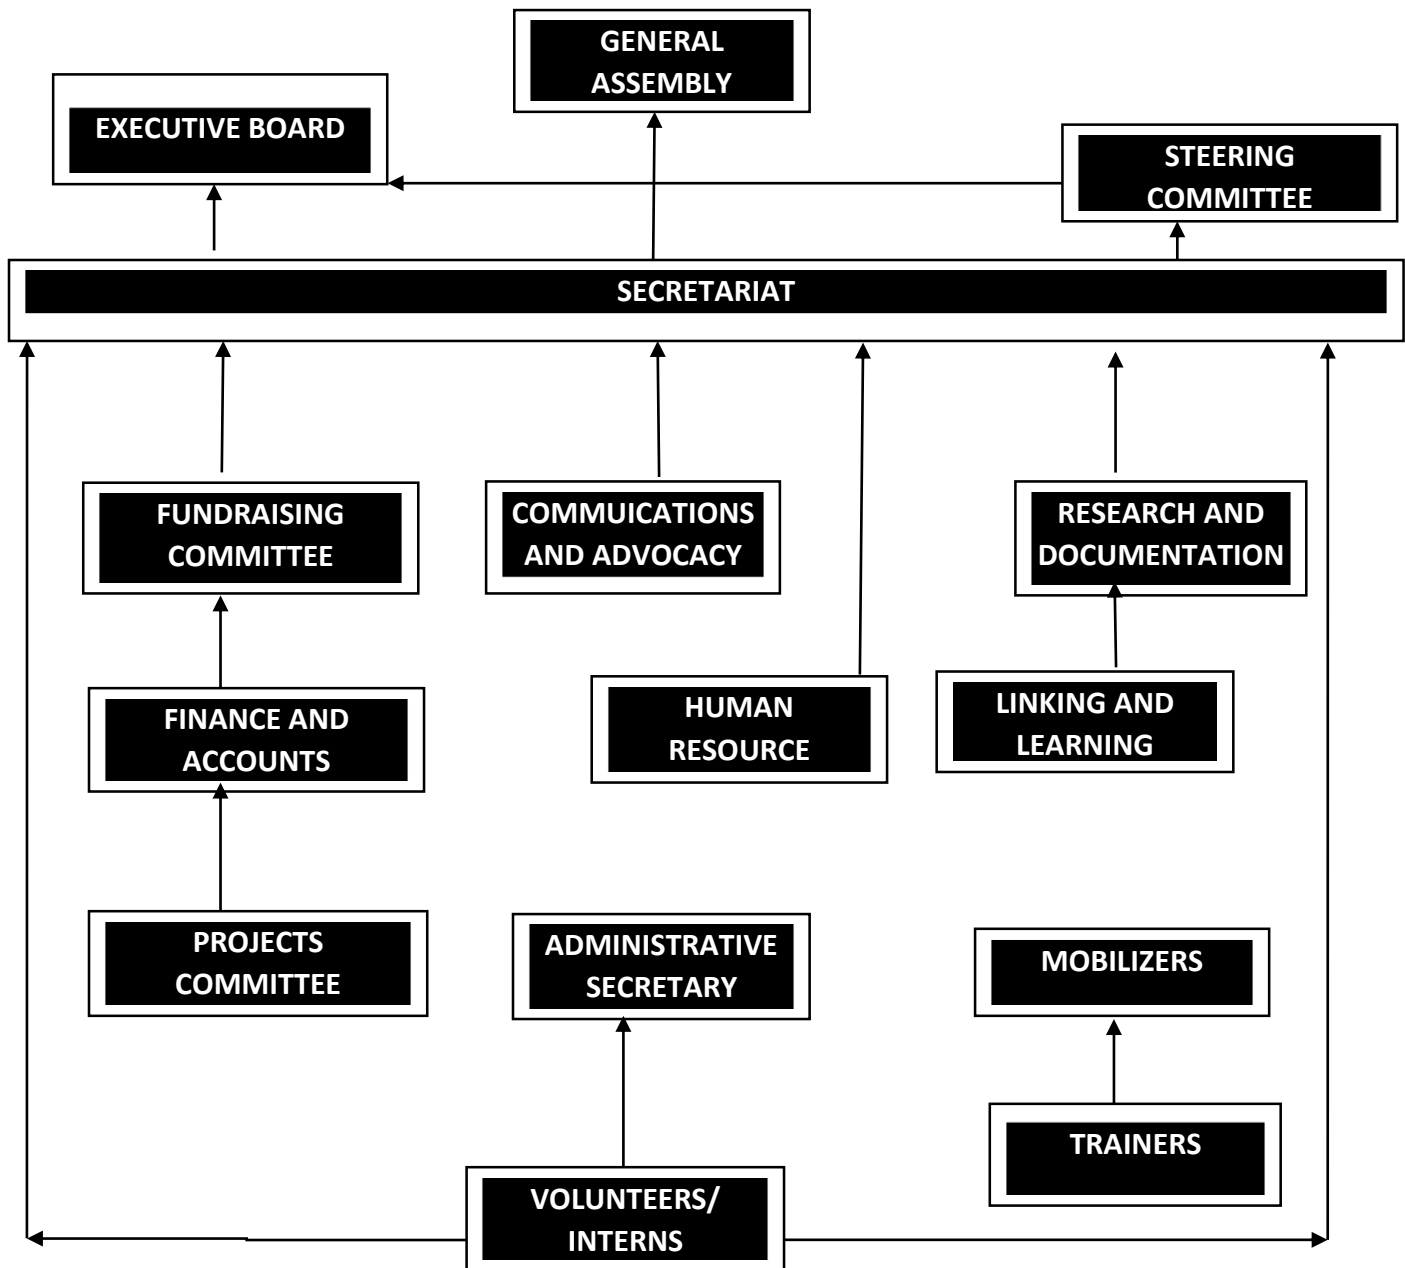 GENERAL
ASSEMBLY
EXECUTIVE BOARD
STEERING
COMMITTEE
SECRETARIAT
FUNDRAISING
COMMITTEE
COMMUICATIONS
AND ADVOCACY
RESEARCH AND
DOCUMENTATION
FINANCE AND
ACCOUNTS
HUMAN
RESOURCE
LINKING AND
LEARNING
PROJECTS
COMMITTEE
ADMINISTRATIVE
SECRETARY
MOBILIZERS
TRAINERS
VOLUNTEERS/
INTERNS